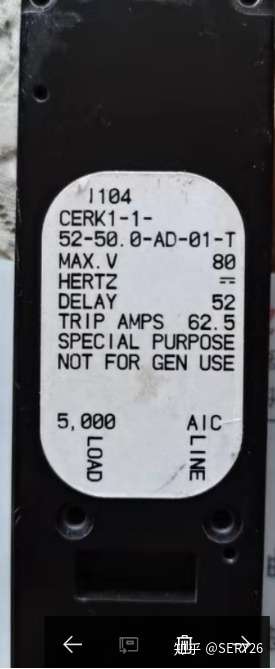 1104
CERK1-1-
52-50.0-AD-01-T
MAX.V 80
HERTZ ⎓
DELAY 52
TRIP AMPS 62.5
SPECIAL PURPOSE
NOT FOR GEN USE
5,000 AIC
LOAD LINE
知乎 @SERY26